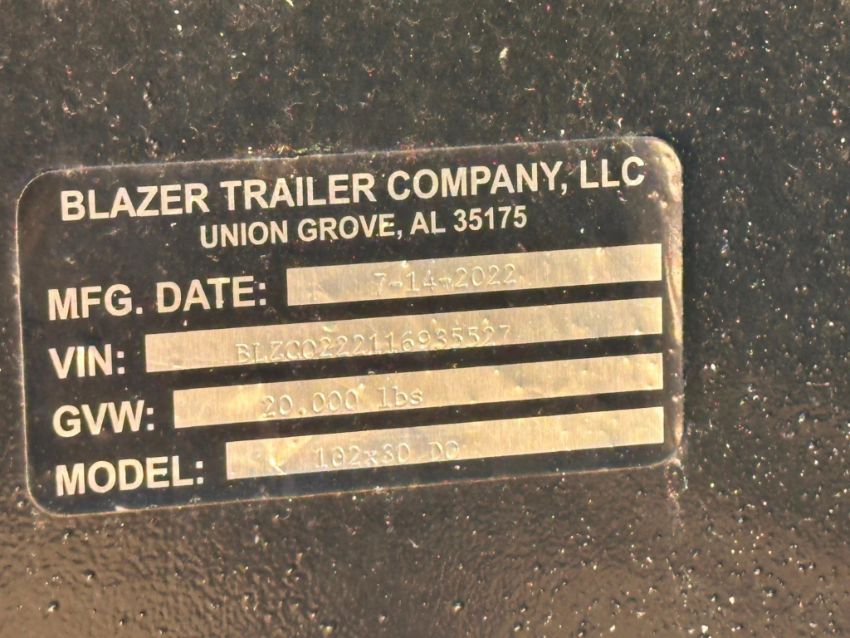 BLAZER TRAILER COMPANY, LLC
UNION GROVE, AL 35175
MFG. DATE: 7-14-2022
VIN: BLZCO222116935527
GVW: 20,000 lbs
MODEL: 102x30 DO